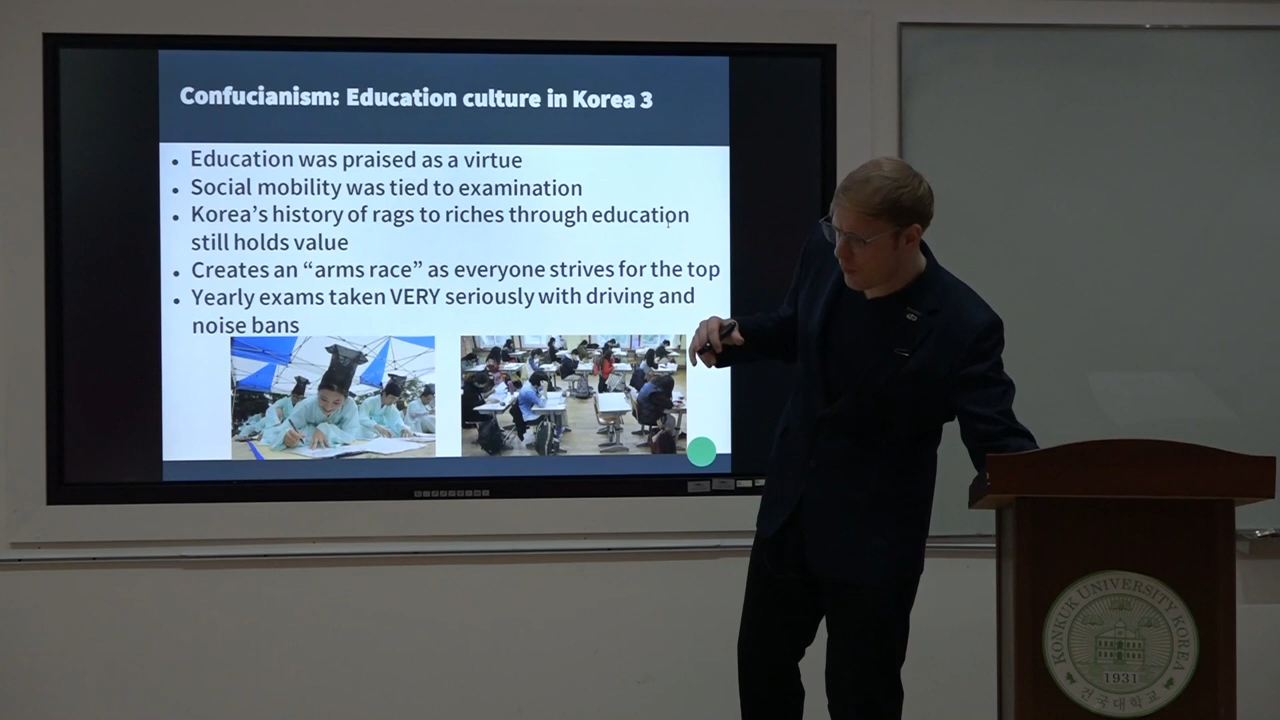 Confucianism: Education culture in Korea 3
• Education was praised as a virtue
• Social mobility was tied to examination
• Korea’s history of rags to riches through education
still holds value
• Creates an “arms race” as everyone strives for the top
• Yearly exams taken VERY seriously with driving and
noise bans
KONKUK UNIVERSITY KOREA
1931
건국대학교